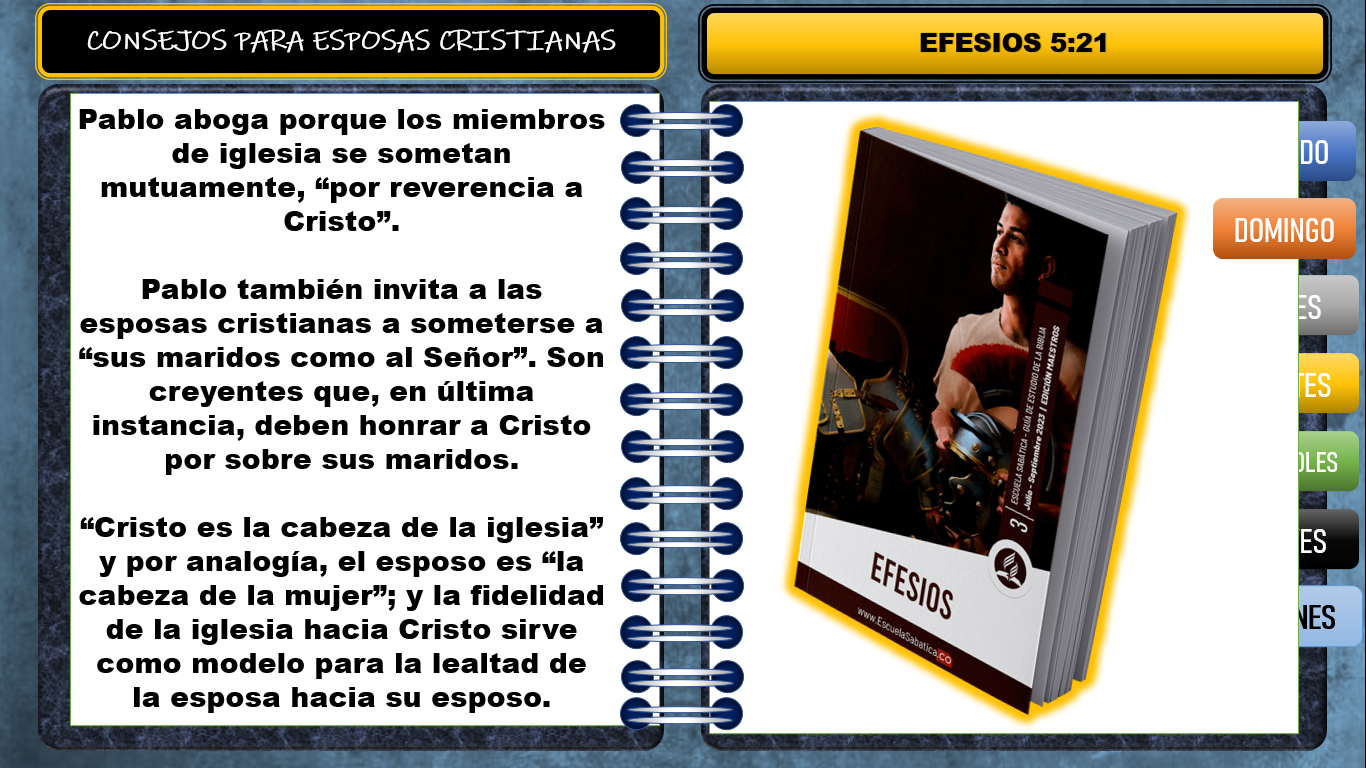 CONSEJOS PARA ESPOSAS CRISTIANAS
EFESIOS 5:21
Pablo aboga porque los miembros
de iglesia se sometan
mutuamente, “por reverencia a
Cristo”.
Pablo también invita a las
esposas cristianas a someterse a
“sus maridos como al Señor”. Son
creyentes que, en última
instancia, deben honrar a Cristo
por sobre sus maridos.
“Cristo es la cabeza de la iglesia”
y por analogía, el esposo es “la
cabeza de la mujer”; y la fidelidad
de la iglesia hacia Cristo sirve
como modelo para la lealtad de
la esposa hacia su esposo.
3
ESCUELA SABÁTICA - GUÍA DE ESTUDIO DE LA BIBLIA
Julio - Septiembre 2023 | EDICIÓN MAESTROS
EFESIOS
www.EscuelaSabatica.co
DO
DOMINGO
ES
TES
OLES
ES
NES